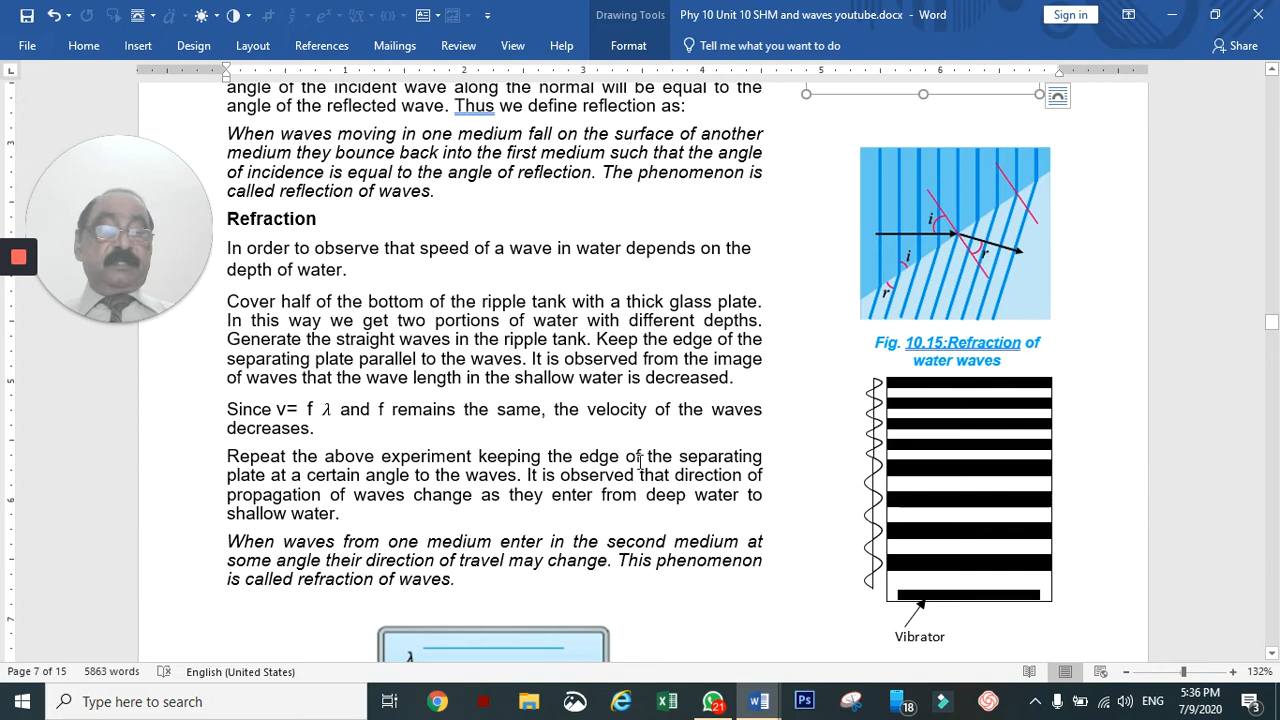 Drawing Tools
Phy 10 Unit 10 SHM and waves youtube.docx - Word
Sign in
File Home Insert Design Layout References Mailings Review View Help Format Tell me what you want to do Share
1 2 3 4 5 6 7
angle of the incident wave along the normal will be equal to the
angle of the reflected wave. Thus we define reflection as:
When waves moving in one medium fall on the surface of another
medium they bounce back into the first medium such that the angle
of incidence is equal to the angle of reflection. The phenomenon is
called reflection of waves.
Refraction
In order to observe that speed of a wave in water depends on the
depth of water.
Cover half of the bottom of the ripple tank with a thick glass plate.
In this way we get two portions of water with different depths.
Generate the straight waves in the ripple tank. Keep the edge of the
separating plate parallel to the waves. It is observed from the image
of waves that the wave length in the shallow water is decreased.
Since v= f λ and f remains the same, the velocity of the waves
decreases.
Repeat the above experiment keeping the edge of the separating
plate at a certain angle to the waves. It is observed that direction of
propagation of waves change as they enter from deep water to
shallow water.
When waves from one medium enter in the second medium at
some angle their direction of travel may change. This phenomenon
is called refraction of waves.
λ
i
r
i
r
Fig. 10.15:Refraction of
water waves
Vibrator
3
5
6
7
Page 7 of 15 5863 words English (United States) 132%
Type here to search
21
18
ENG
5:36 PM
7/9/2020
3